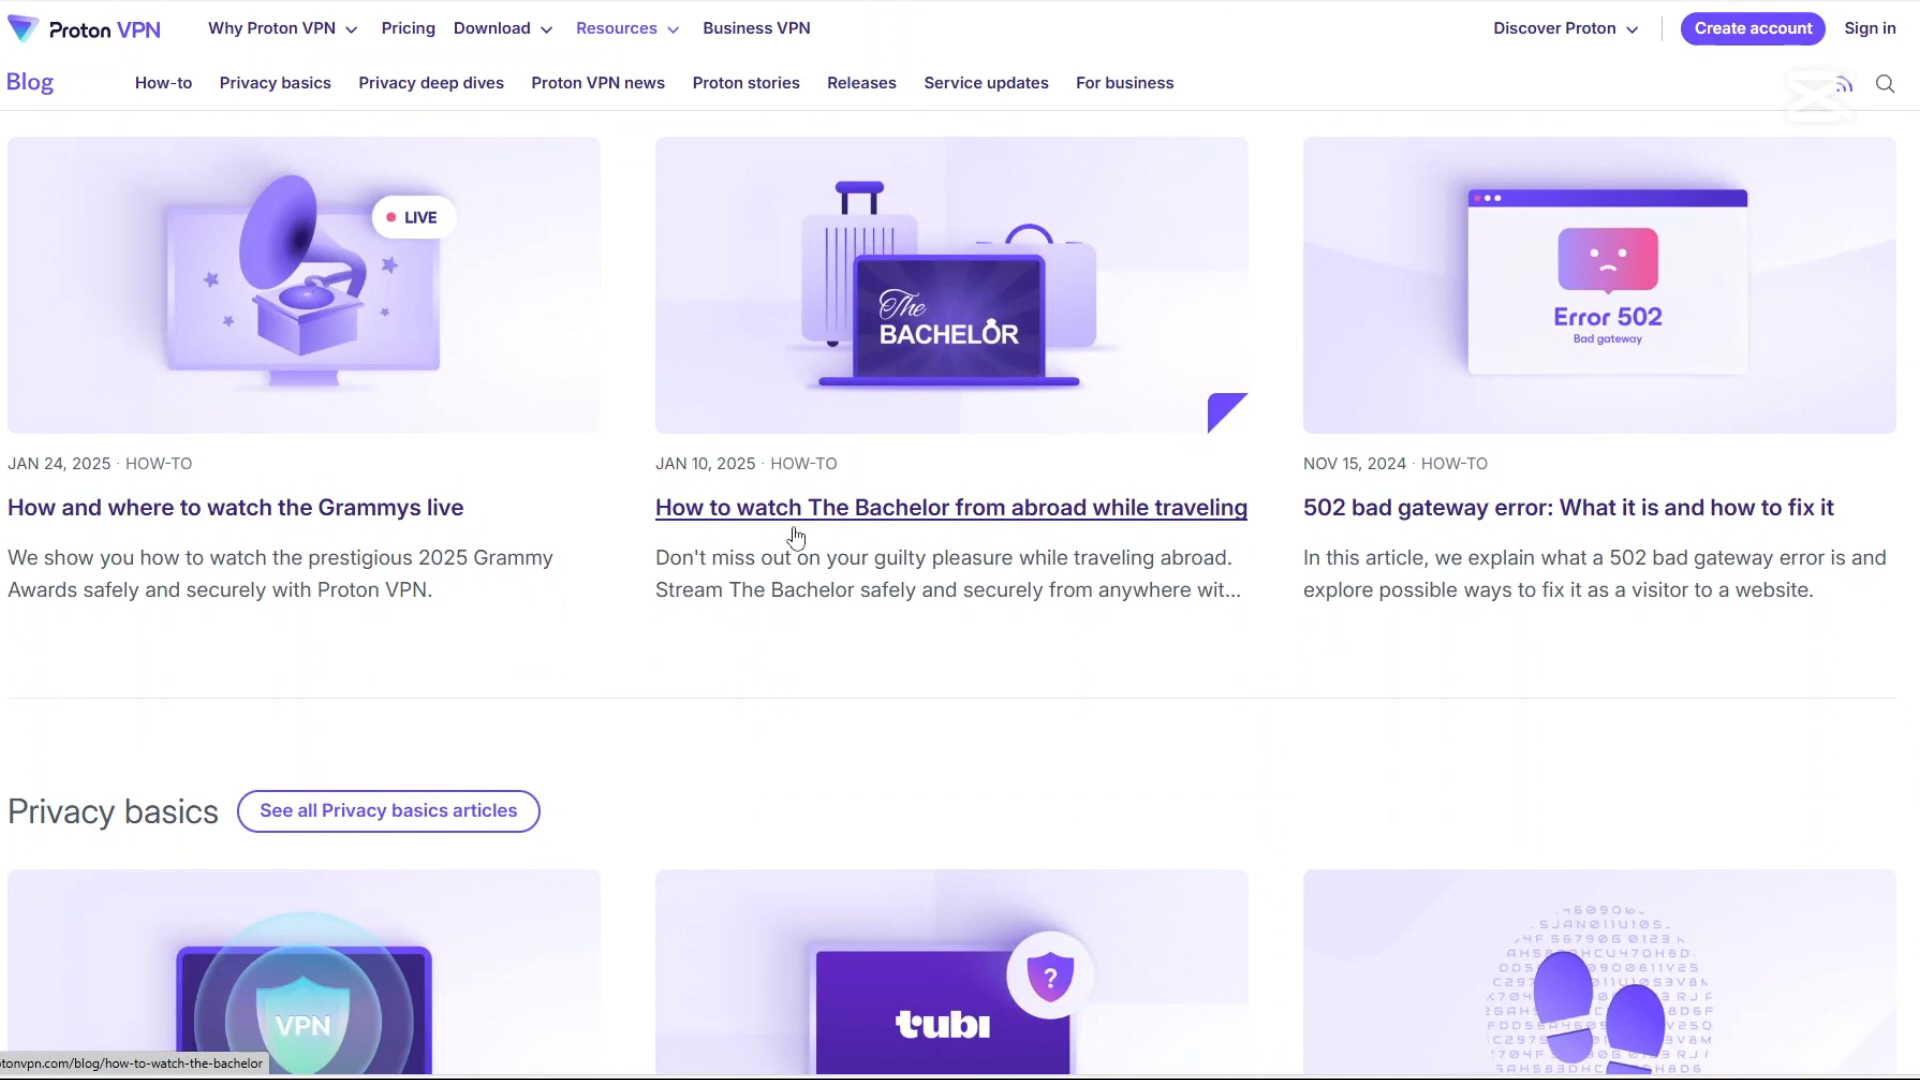 Proton VPN
Why Proton VPN
Pricing
Download
Resources
Business VPN
Discover Proton
Create account
Sign in
Blog
How-to
Privacy basics
Privacy deep dives
Proton VPN news
Proton stories
Releases
Service updates
For business
LIVE
The
BACHELOR
Error 502
Bad gateway
JAN 24, 2025 · HOW-TO
How and where to watch the Grammys live
We show you how to watch the prestigious 2025 Grammy
Awards safely and securely with Proton VPN.
JAN 10, 2025 · HOW-TO
How to watch The Bachelor from abroad while traveling
Don't miss out on your guilty pleasure while traveling abroad.
Stream The Bachelor safely and securely from anywhere wit...
NOV 15, 2024 · HOW-TO
502 bad gateway error: What it is and how to fix it
In this article, we explain what a 502 bad gateway error is and
explore possible ways to fix it as a visitor to a website.
Privacy basics
See all Privacy basics articles
VPN
tubi
?
otonvpn.com/blog/how-to-watch-the-bachelor